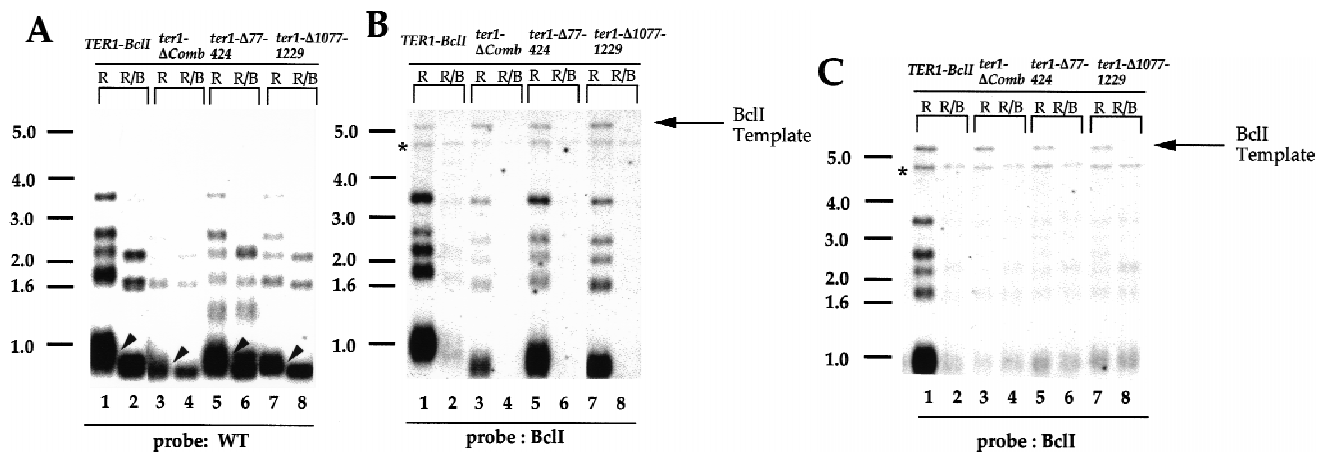 A
TER1-BclI ter1-ΔComb ter1-Δ77-424 ter1-Δ1077-1229
R R/B R R/B R R/B R R/B
5.0
4.0
3.0
2.0
1.6
1.0
1 2 3 4 5 6 7 8
probe: WT
B
TER1-BclI ter1-ΔComb ter1-Δ77-424 ter1-Δ1077-1229
R R/B R R/B R R/B R R/B
BclI
Template
5.0
*
4.0
3.0
2.0
1.6
1.0
1 2 3 4 5 6 7 8
probe : BclI
C
TER1-BclI ter1-ΔComb ter1-Δ77-424 ter1-Δ1077-1229
R R/B R R/B R R/B R R/B
BclI
Template
5.0
*
4.0
3.0
2.0
1.6
1.0
1 2 3 4 5 6 7 8
probe : BclI